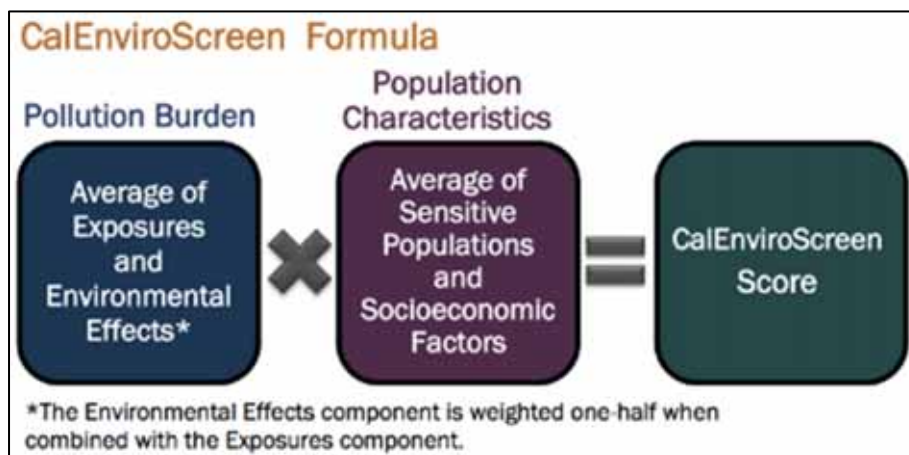 CalEnviroScreen Formula
Pollution Burden
Population
Characteristics
Average of
Exposures
and
Environmental
Effects*
Average of
Sensitive
Populations
and
Socioeconomic
Factors
CalEnviroScreen
Score
*The Environmental Effects component is weighted one-half when
combined with the Exposures component.